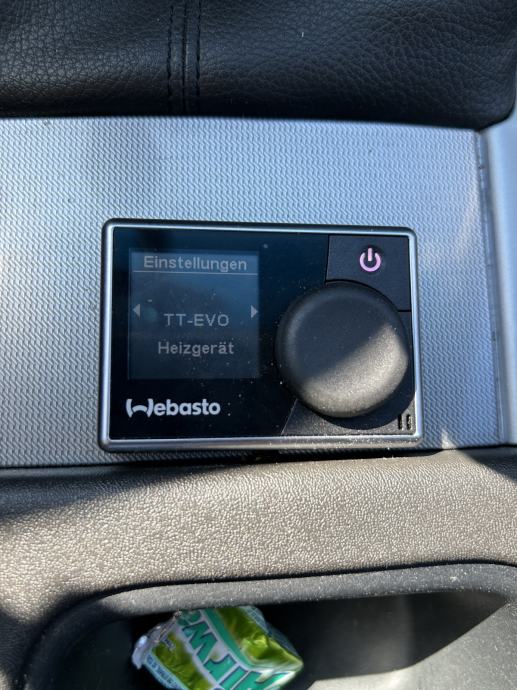 Einstellungen
TT-EVO
Heizgerät
Webasto